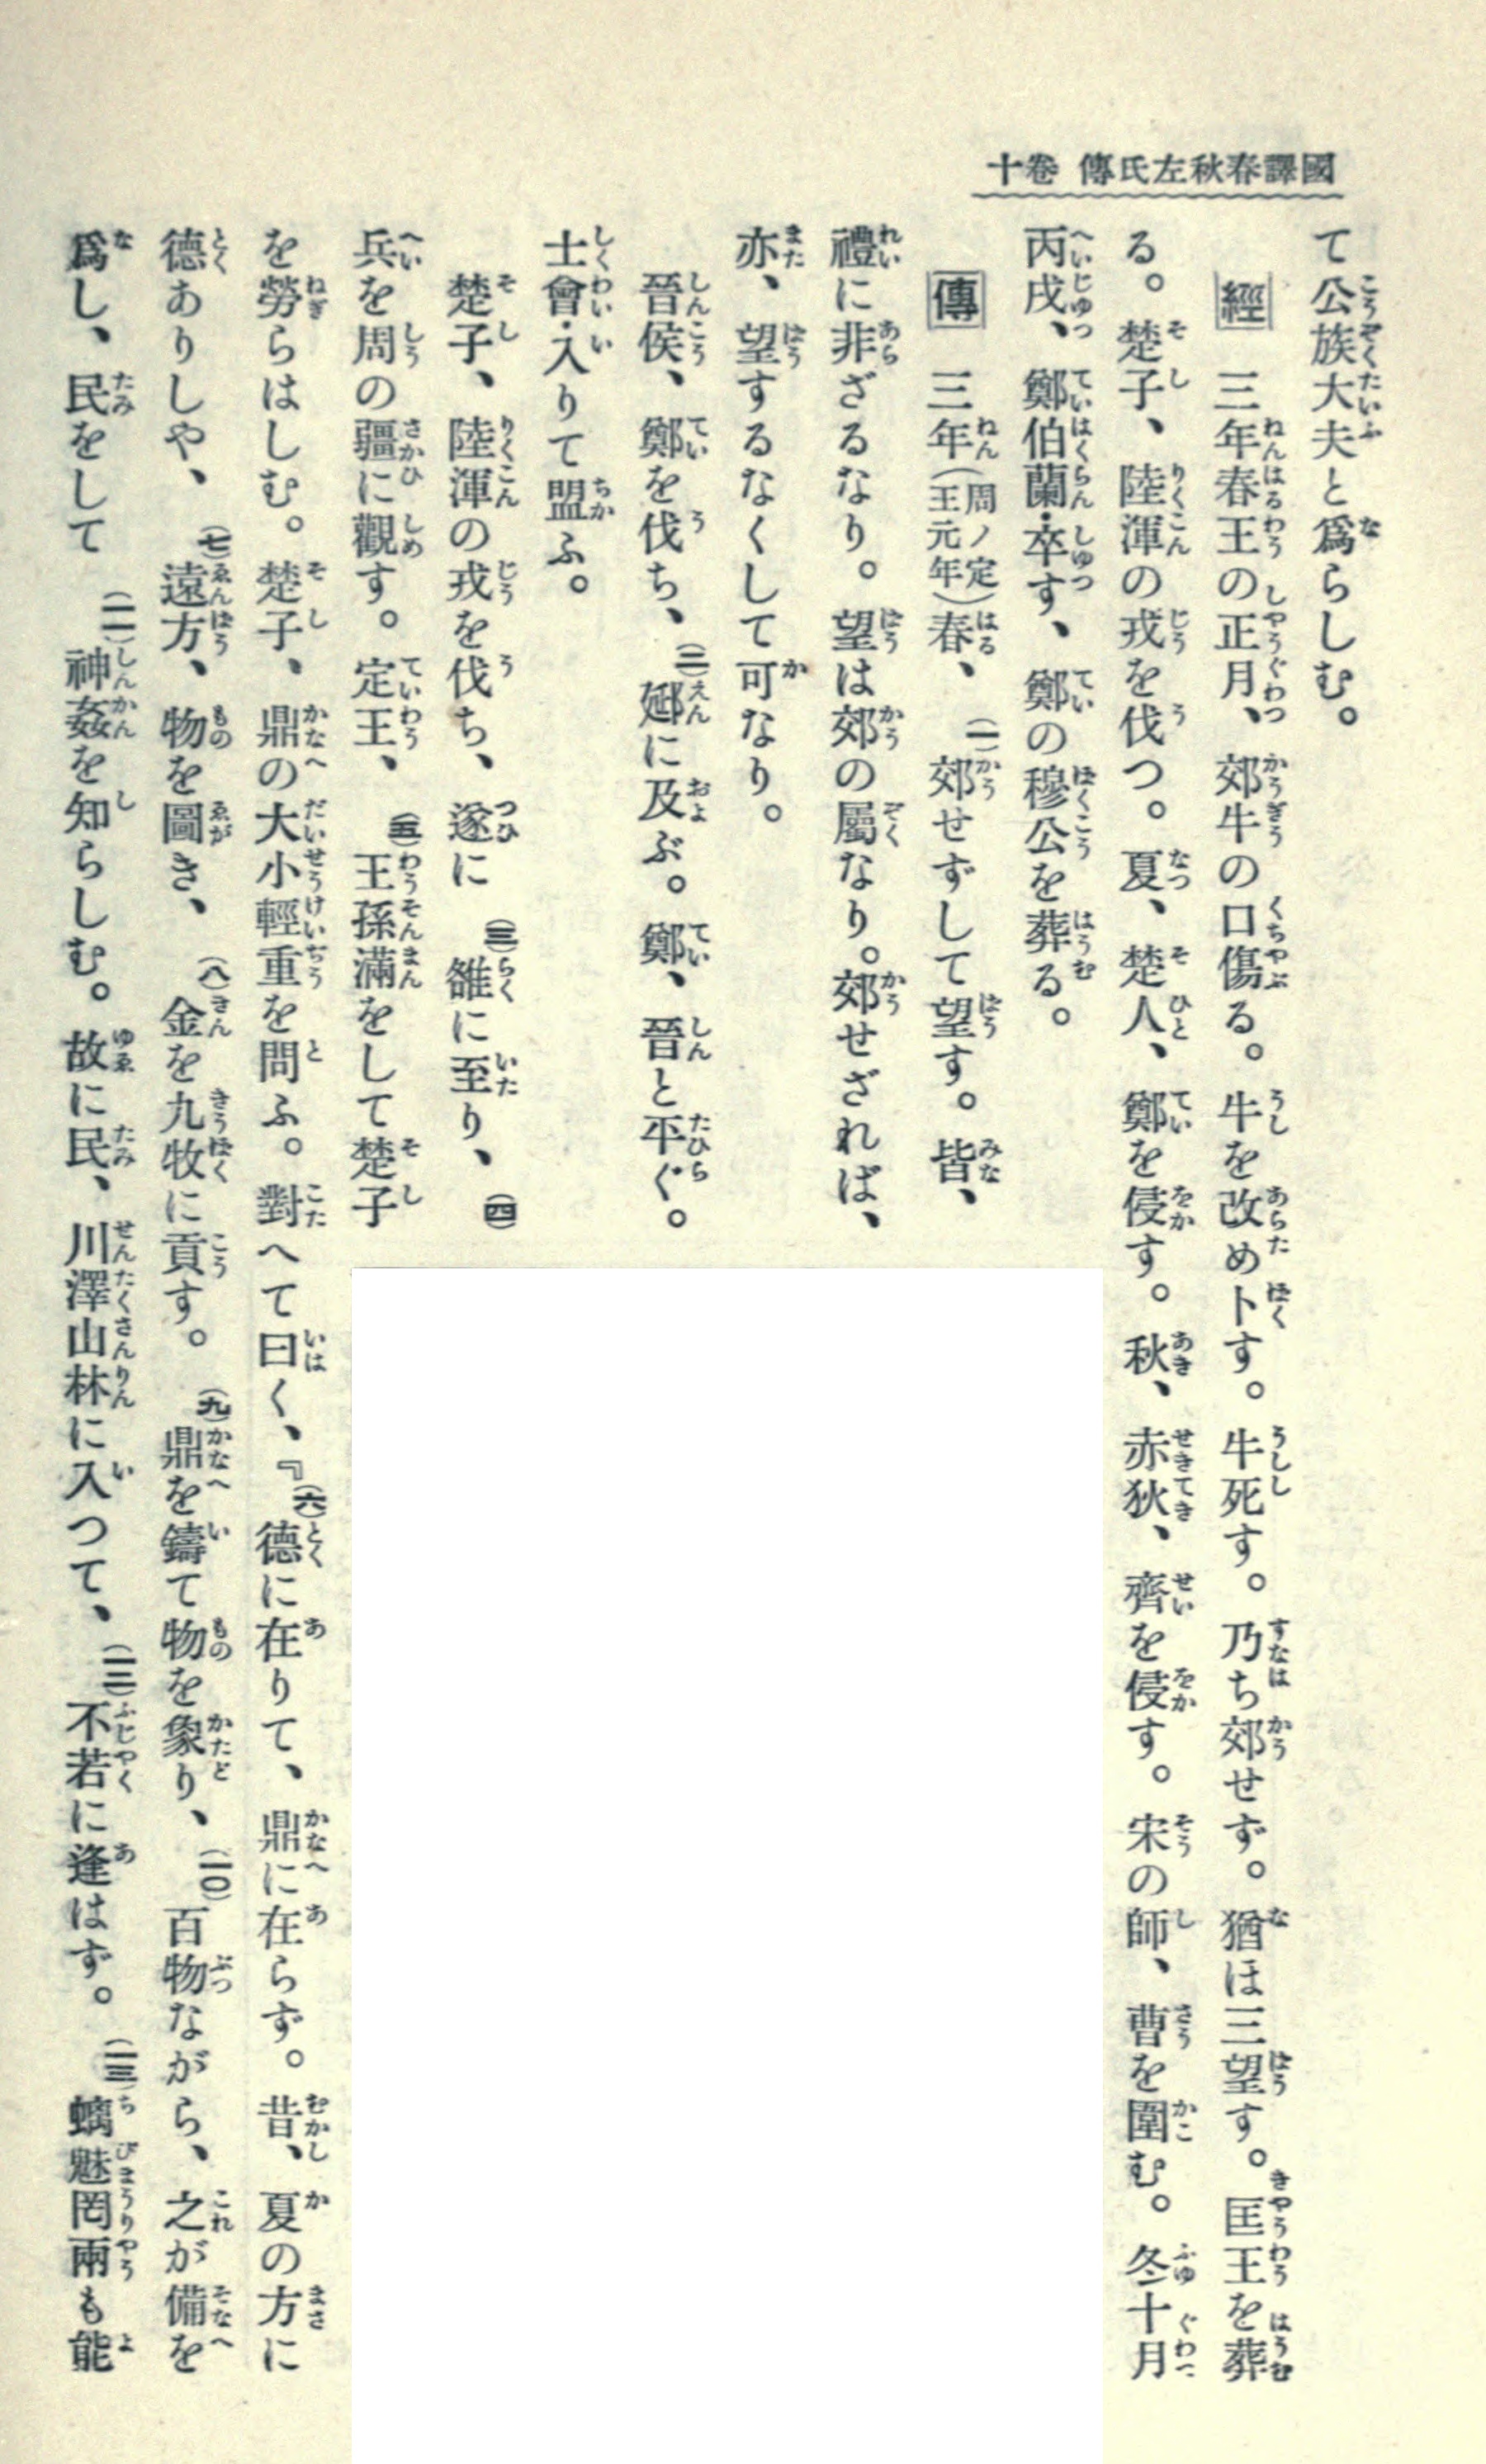 國譯春秋左氏傳 卷十
て公族大夫と爲らしむ。
經 三年春王の正月、郊牛の口傷る。牛を改め卜す。牛死す。乃ち郊せず。猶ほ三望す。匡王を葬
る。楚子、陸渾の戎を伐つ。夏、楚人、鄭を侵す。秋、赤狄、齊を侵す。宋の師、曹を圍む。冬十月
丙戌、鄭伯蘭・卒す、鄭の穆公を葬る。
傳 三年(周ノ定王元年)春、(一)郊せずして望す。皆、
禮に非ざるなり。望は郊の屬なり。郊せざれば、
亦、望するなくして可なり。
晉侯、鄭を伐ち、(二)郔に及ぶ。鄭、晉と平ぐ。
士會・入りて盟ふ。
楚子、陸渾の戎を伐ち、遂に(三)雒に至り、(四)
兵を周の疆に觀す。定王、(五)王孫滿をして楚子
を勞らはしむ。楚子、鼎の大小輕重を問ふ。對へて曰く、『(六)德に在りて、鼎に在らず。昔、夏の方に
德ありしや、(七)遠方、物を圖き、(八)金を九牧に貢す。(九)鼎を鑄て物を象り、(一〇)百物ながら、之が備を
爲し、民をして(一一)神姦を知らしむ。故に民、川澤山林に入つて、(一二)不若に逢はず。(一三)螭魅罔兩も能